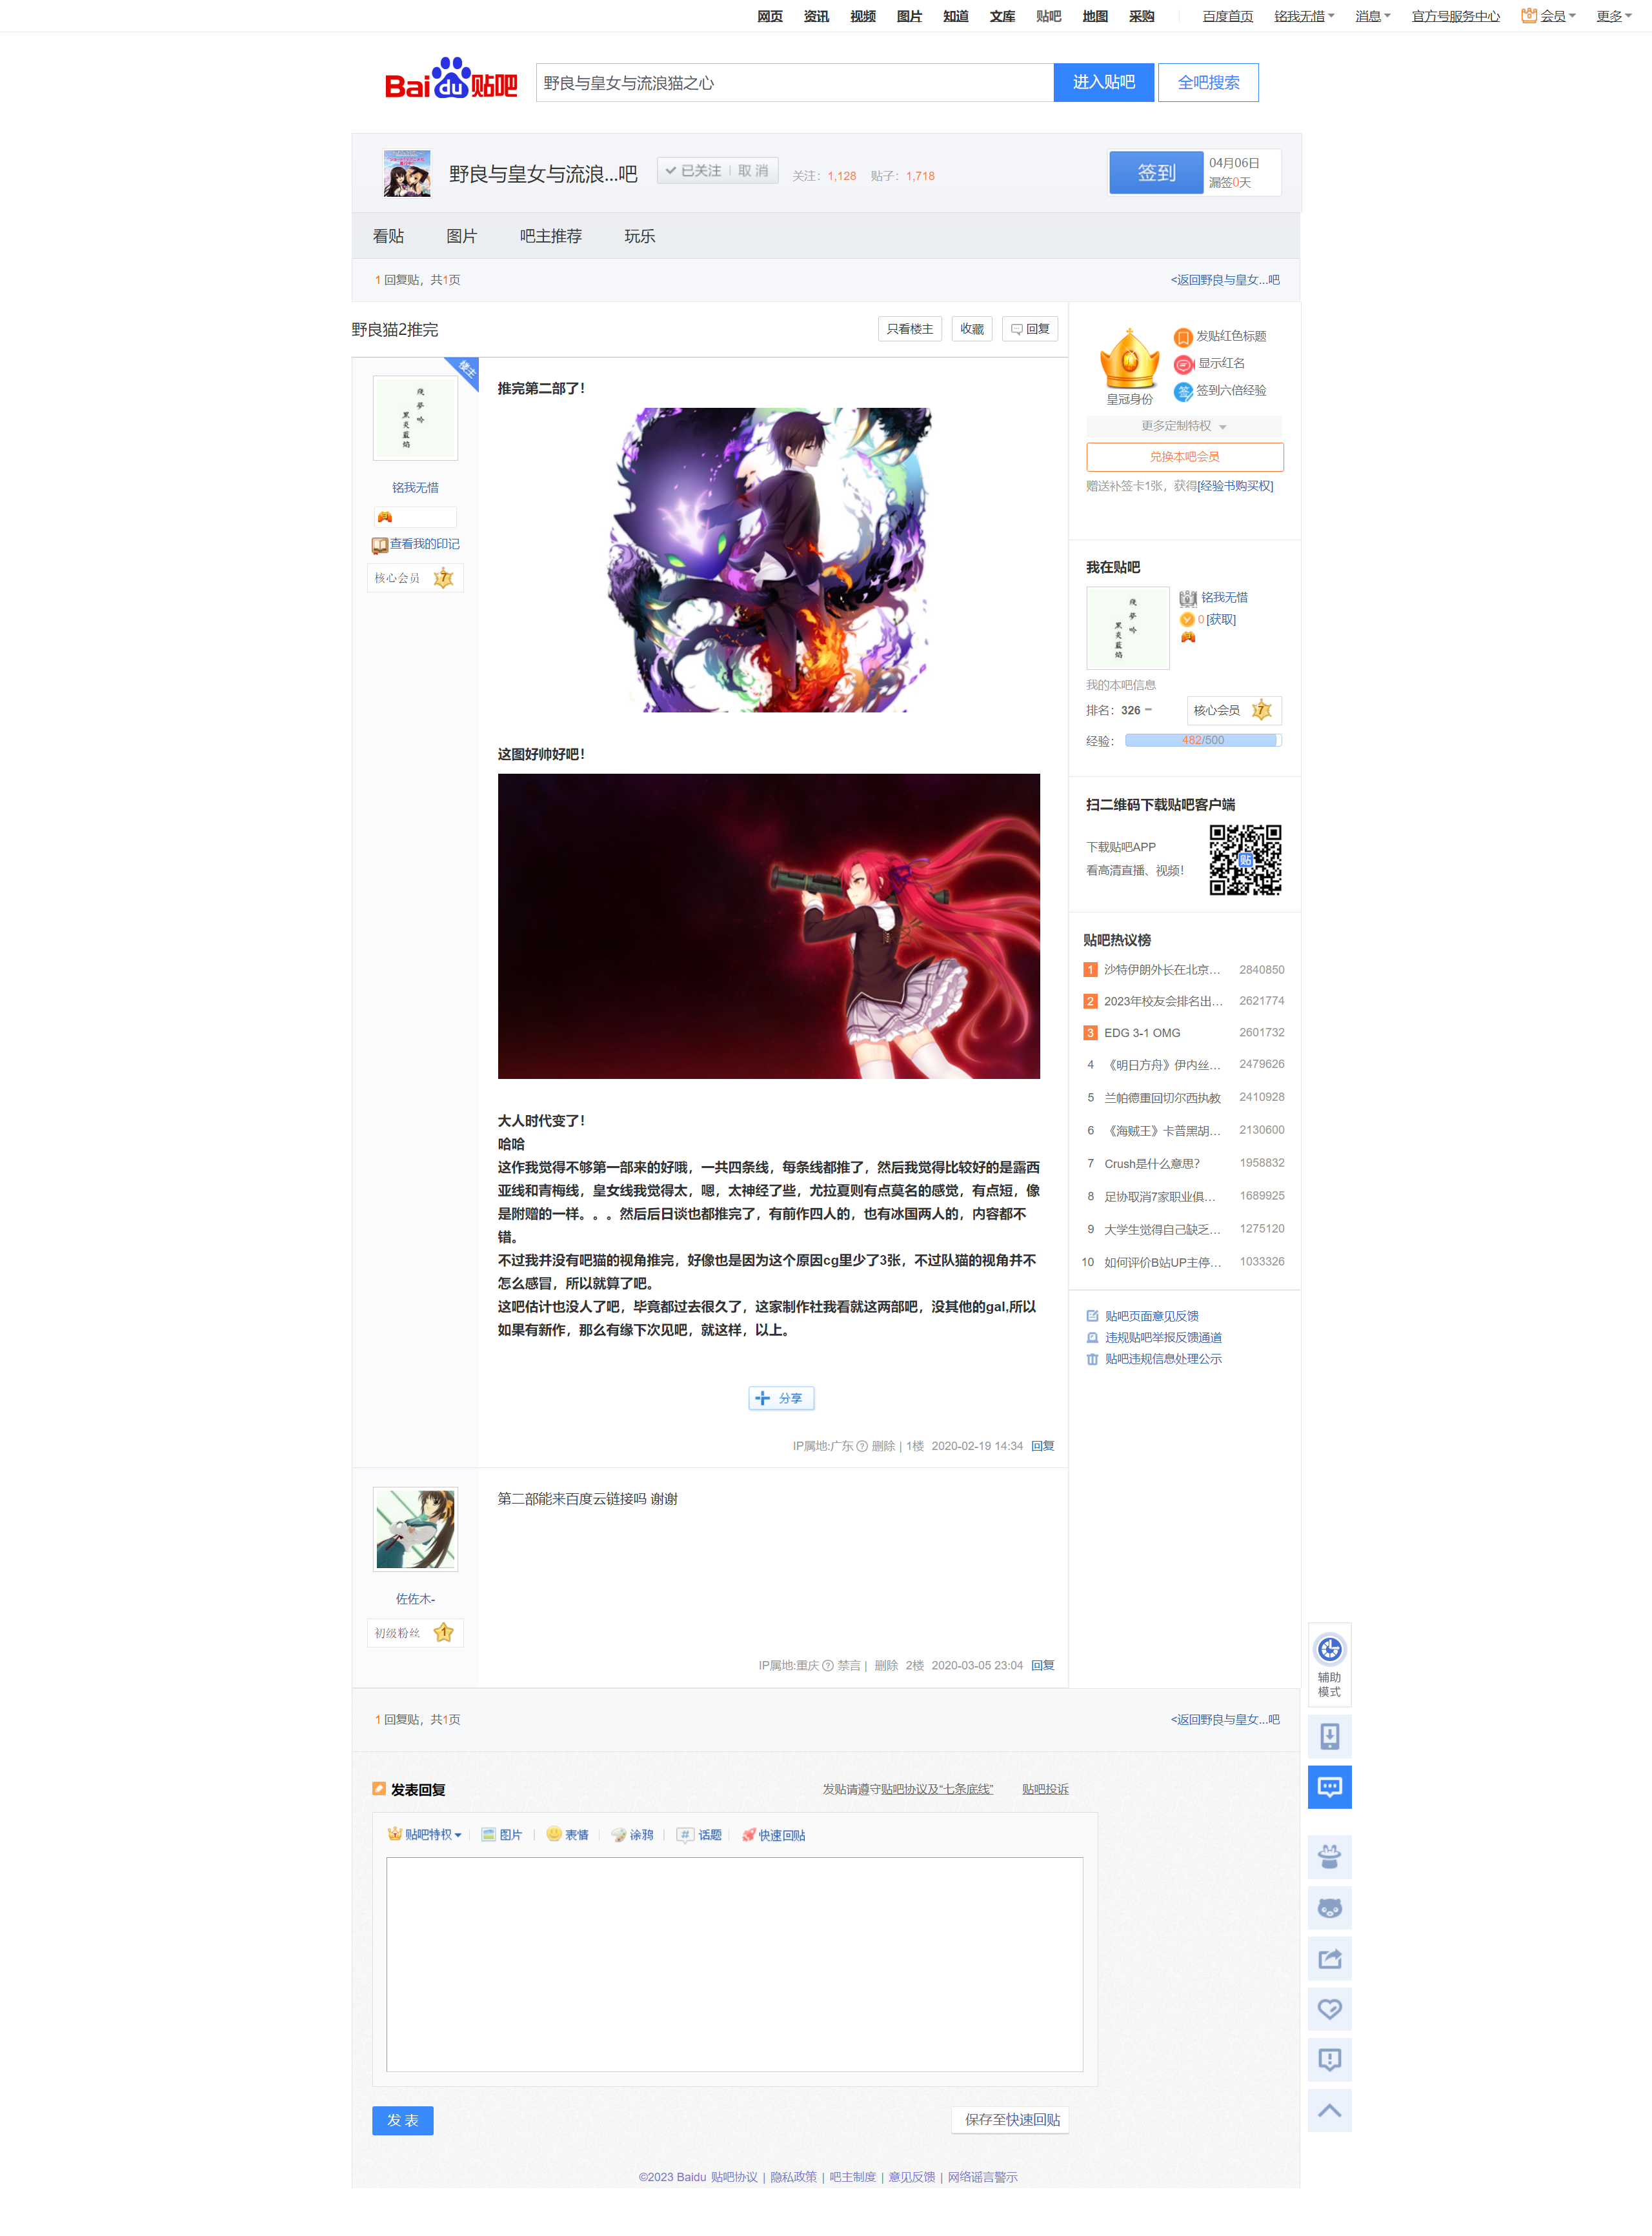 网页 资讯 视频 图片 知道 文库 贴吧 地图 采购 百度首页 铭我无惜 消息 官方号服务中心 会员 更多
Bai du 贴吧 野良与皇女与流浪猫之心 进入贴吧 全吧搜索
野良与皇女与流浪...吧 已关注 | 取消 关注：1,128 贴子：1,718 签到 04月06日
漏签0天
看贴 图片 吧主推荐 玩乐
1 回复贴，共1页 <返回野良与皇女...吧
野良猫2推完 只看楼主 收藏 回复
楼主
残夢吟
黑炎蓝焰
铭我无惜
查看我的印记
核心会员 7
推完第二部了！
这图好帅好吧！
大人时代变了！
哈哈
这作我觉得不够第一部来的好哦，一共四条线，每条线都推了，然后我觉得比较好的是露西
亚线和青梅线，皇女线我觉得太，嗯，太神经了些，尤拉夏则有点莫名的感觉，有点短，像
是附赠的一样。。。然后后日谈也都推完了，有前作四人的，也有冰国两人的，内容都不
错。
不过我并没有吧猫的视角推完，好像也是因为这个原因cg里少了3张，不过队猫的视角并不
怎么感冒，所以就算了吧。
这吧估计也没人了吧，毕竟都过去很久了，这家制作社我看就这两部吧，没其他的gal,所以
如果有新作，那么有缘下次见吧，就这样，以上。
分享
IP属地:广东 删除 | 1楼 2020-02-19 14:34 回复
佐佐木-
初级粉丝 1
第二部能来百度云链接吗 谢谢
IP属地:重庆 禁言 | 删除 2楼 2020-03-05 23:04 回复
皇冠身份
发贴红色标题
显示红名
签到六倍经验
更多定制特权
兑换本吧会员
赠送补签卡1张，获得[经验书购买权]
我在贴吧
残夢吟
黑炎蓝焰
铭我无惜
0 [获取]
我的本吧信息
排名：326 核心会员 7
经验： 482/500
扫二维码下载贴吧客户端
下载贴吧APP
看高清直播、视频！
贴
贴吧热议榜
1 沙特伊朗外长在北京... 2840850
2 2023年校友会排名出... 2621774
3 EDG 3-1 OMG 2601732
4 《明日方舟》伊内丝... 2479626
5 兰帕德重回切尔西执教 2410928
6 《海贼王》卡普黑胡... 2130600
7 Crush是什么意思? 1958832
8 足协取消7家职业俱... 1689925
9 大学生觉得自己缺乏... 1275120
10 如何评价B站UP主停... 1033326
贴吧页面意见反馈
违规贴吧举报反馈通道
贴吧违规信息处理公示
辅助
模式
1 回复贴，共1页 <返回野良与皇女...吧
发表回复 发贴请遵守贴吧协议及“七条底线” 贴吧投诉
贴吧特权 图片 表情 涂鸦 # 话题 快速回贴
发表 保存至快速回贴
©2023 Baidu 贴吧协议 | 隐私政策 | 吧主制度 | 意见反馈 | 网络谣言警示